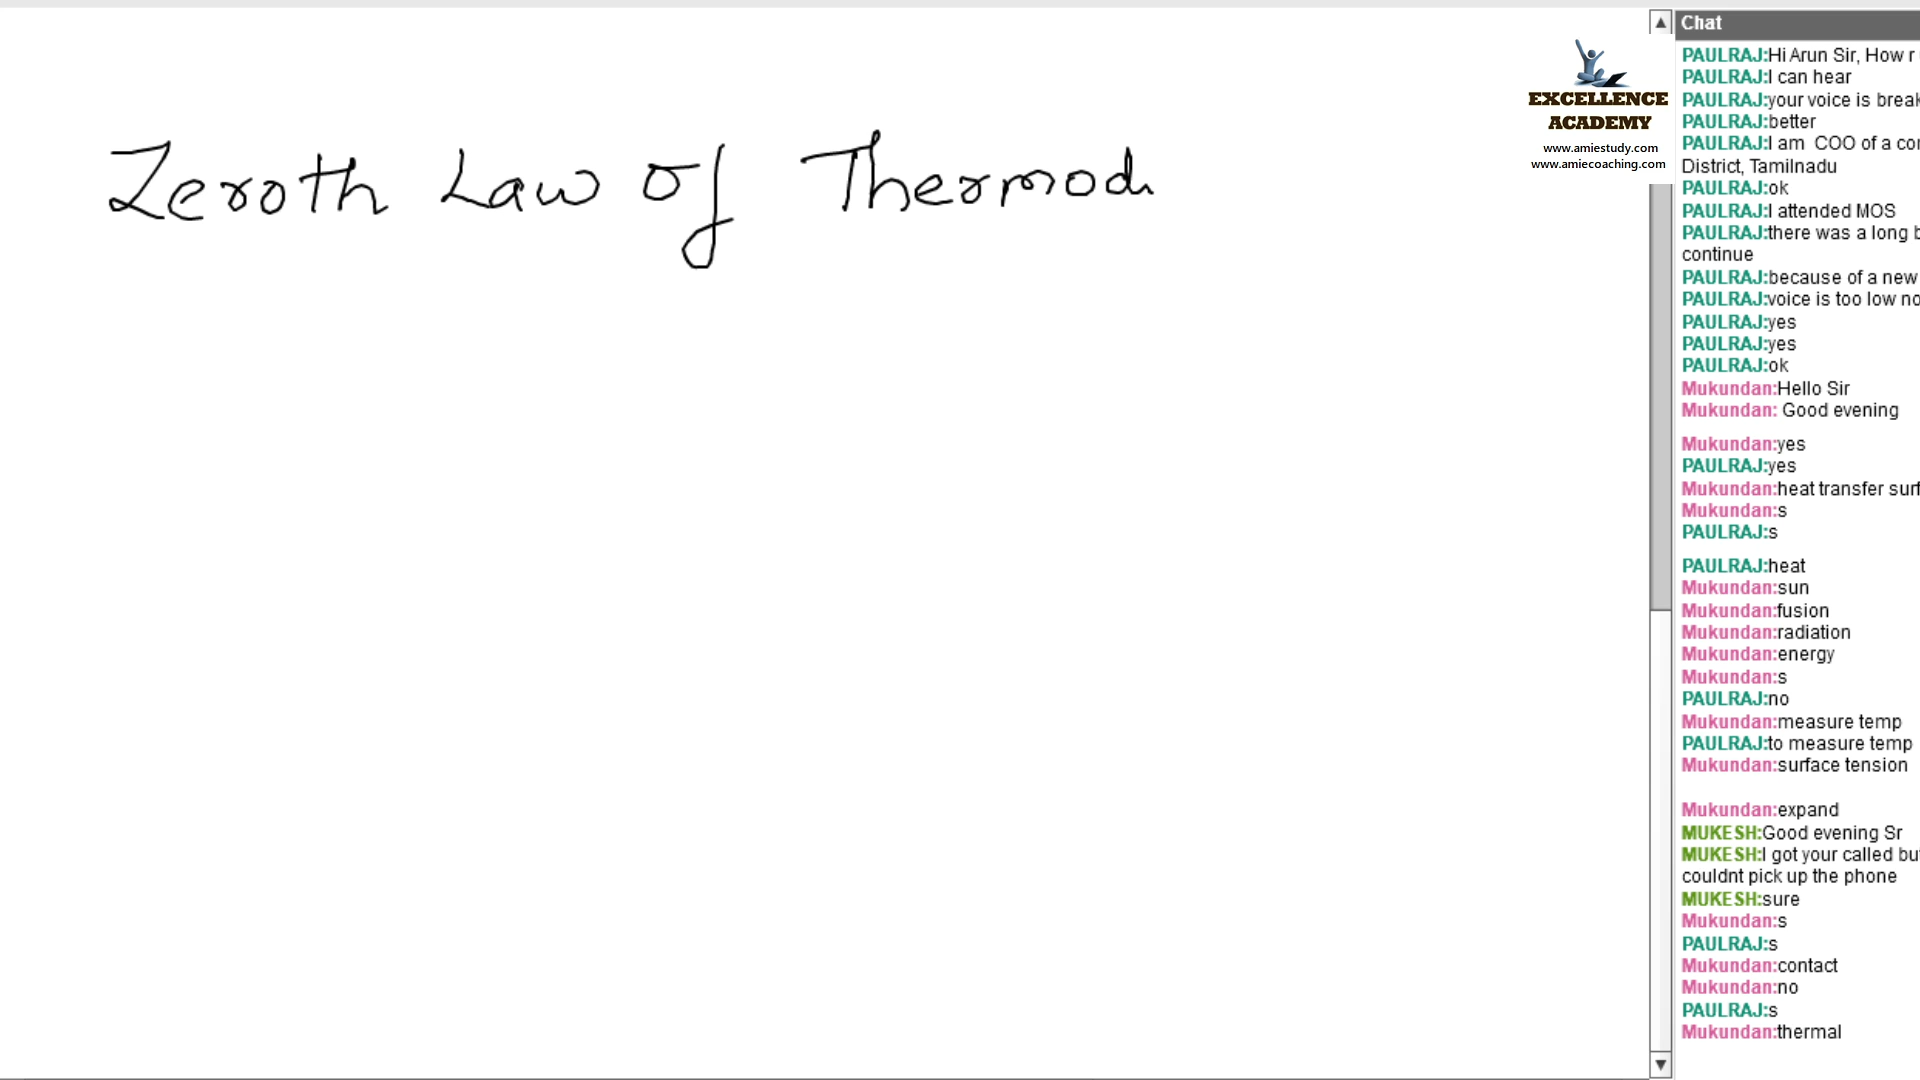 Zeroth Law of Thermod
EXCELLENCE
ACADEMY
www.amiestudy.com
www.amiecoaching.com
Chat
PAULRAJ:Hi Arun Sir, How r
PAULRAJ:I can hear
PAULRAJ:your voice is break
PAULRAJ:better
PAULRAJ:I am COO of a cor
District, Tamilnadu
PAULRAJ:ok
PAULRAJ:I attended MOS
PAULRAJ:there was a long b
continue
PAULRAJ:because of a new
PAULRAJ:voice is too low no
PAULRAJ:yes
PAULRAJ:yes
PAULRAJ:ok
Mukundan:Hello Sir
Mukundan: Good evening
Mukundan:yes
PAULRAJ:yes
Mukundan:heat transfer surf
Mukundan:s
PAULRAJ:s
PAULRAJ:heat
Mukundan:sun
Mukundan:fusion
Mukundan:radiation
Mukundan:energy
Mukundan:s
PAULRAJ:no
Mukundan:measure temp
PAULRAJ:to measure temp
Mukundan:surface tension
Mukundan:expand
MUKESH:Good evening Sr
MUKESH:I got your called but
couldnt pick up the phone
MUKESH:sure
Mukundan:s
PAULRAJ:s
Mukundan:contact
Mukundan:no
PAULRAJ:s
Mukundan:thermal